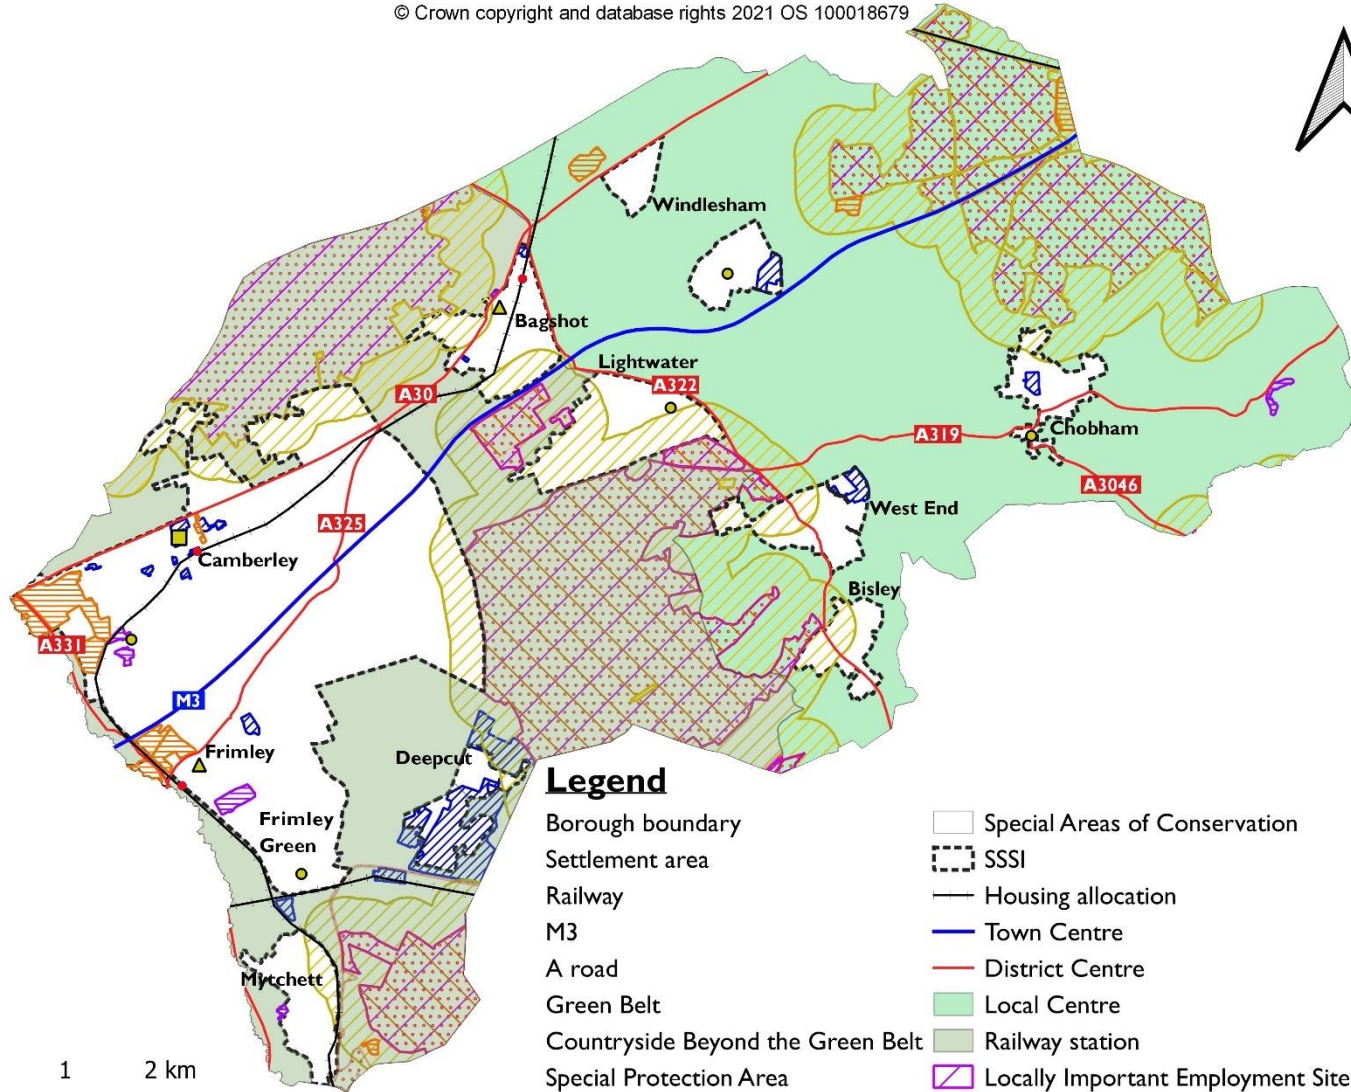 © Crown copyright and database rights 2021 OS 100018679
Windlesham
Bagshot
Lightwater
A30
A322
Chobham
A319
A3046
A325
West End
Camberley
Bisley
A331
M3
Frimley
Deepcut
Frimley
Green
Mytchett
1 2 km
Legend
Borough boundary
Settlement area
Railway
M3
A road
Green Belt
Countryside Beyond the Green Belt
Special Protection Area
Special Areas of Conservation
SSSI
Housing allocation
Town Centre
District Centre
Local Centre
Railway station
Locally Important Employment Site